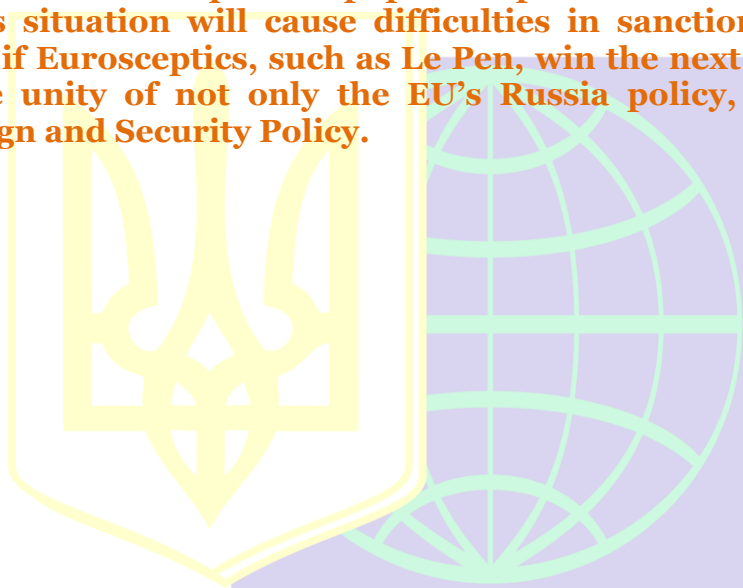 s situation will cause difficulties in sanction
if Eurosceptics, such as Le Pen, win the next
e unity of not only the EU’s Russia policy,
gn and Security Policy.